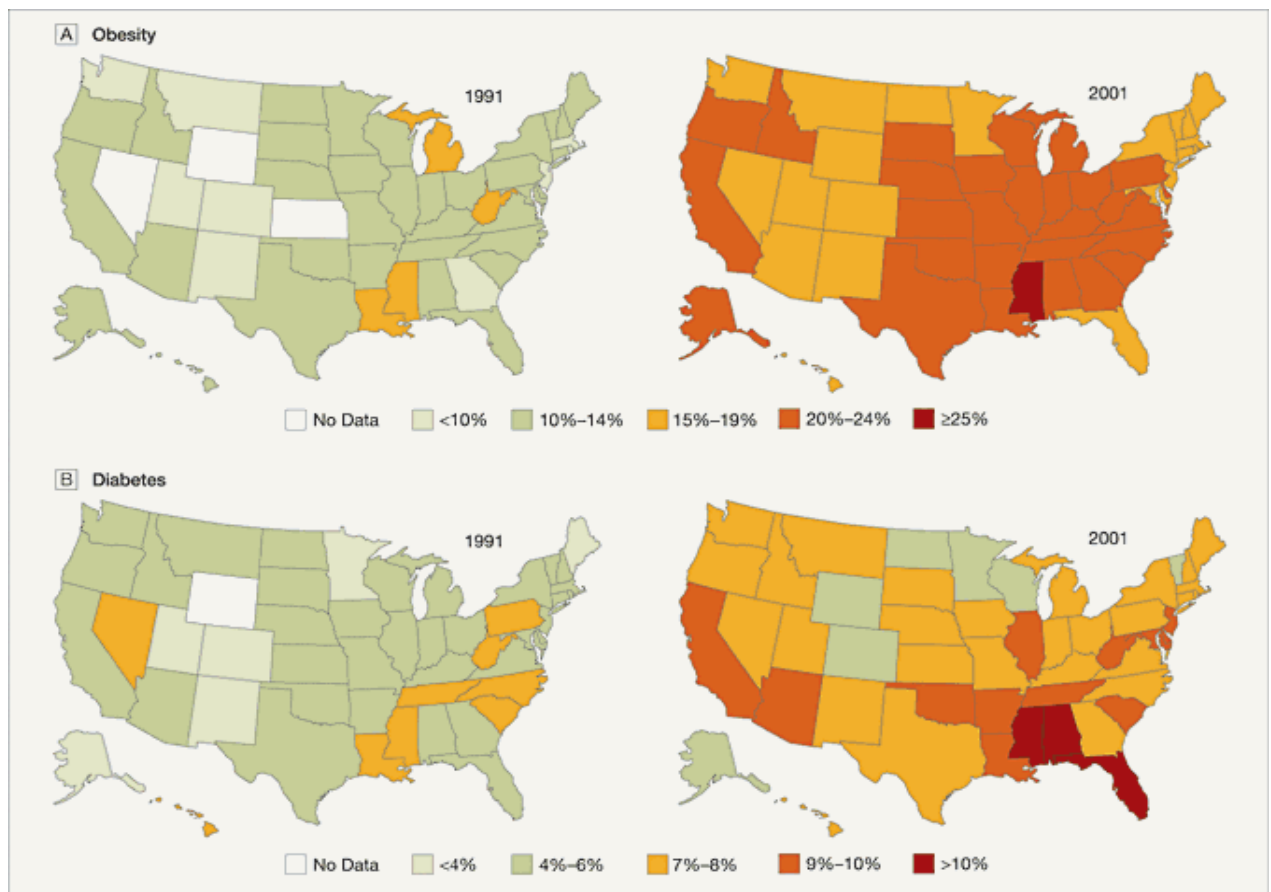 A Obesity
1991
2001
No Data <10% 10%–14% 15%–19% 20%–24% ≥25%
B Diabetes
1991
2001
No Data <4% 4%–6% 7%–8% 9%–10% >10%